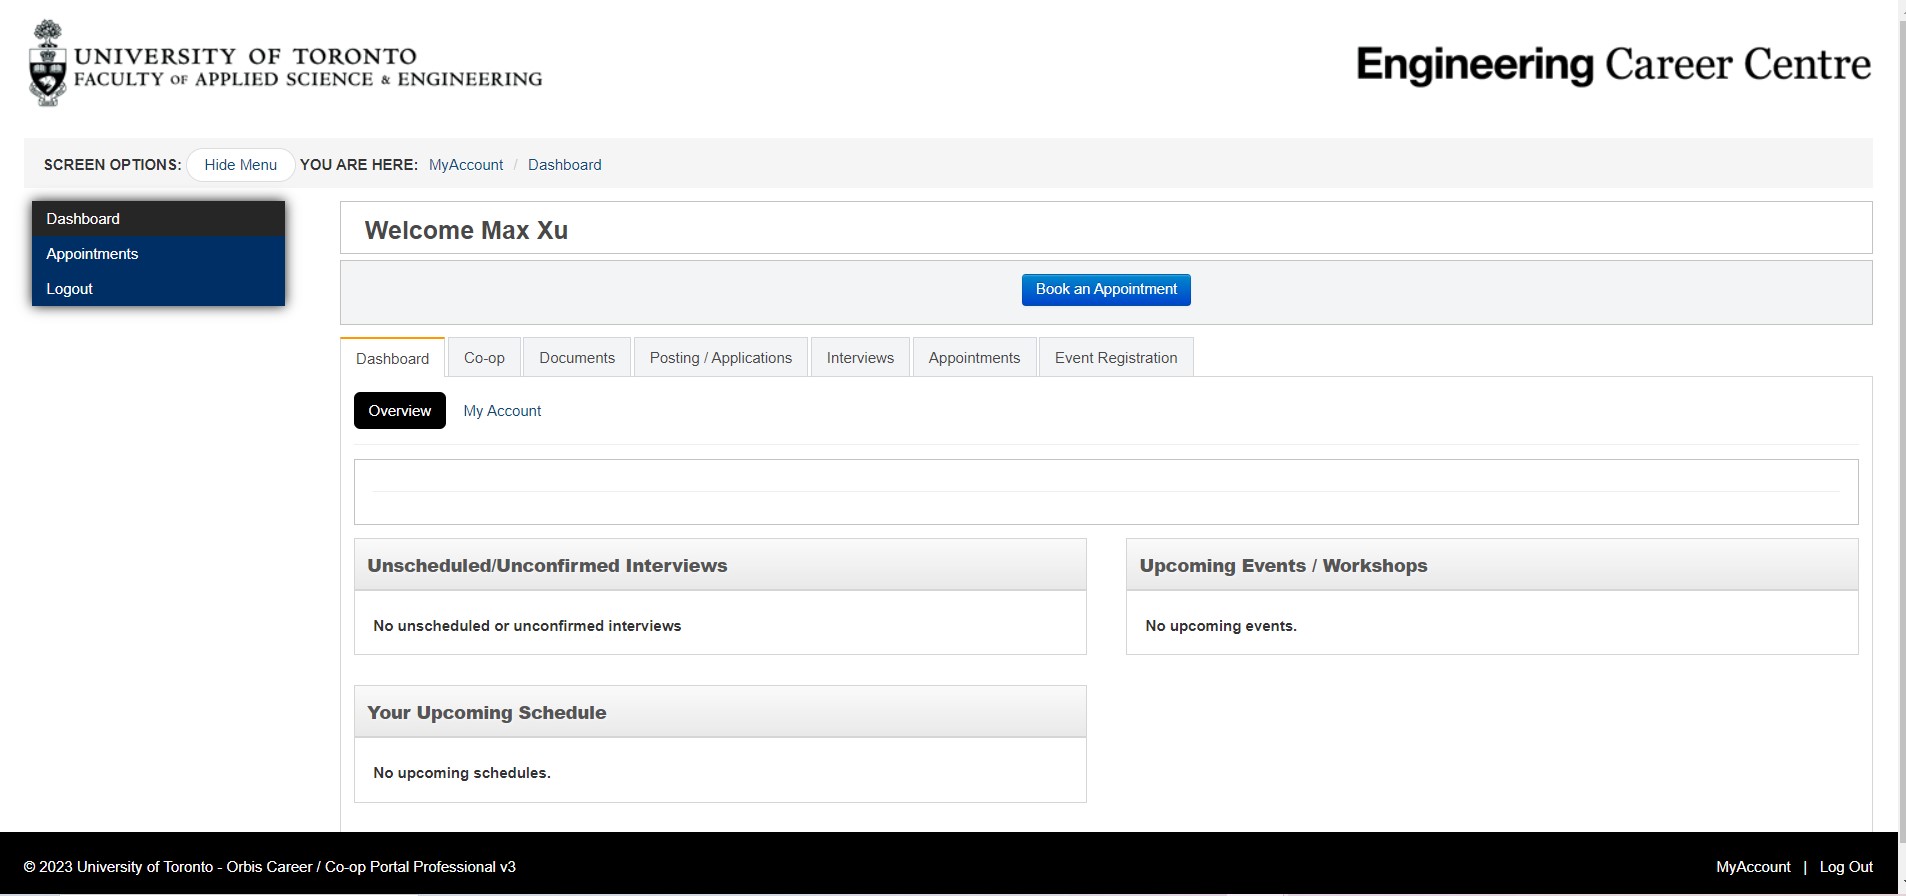 UNIVERSITY OF TORONTO
FACULTY OF APPLIED SCIENCE & ENGINEERING
Engineering Career Centre
SCREEN OPTIONS: Hide Menu YOU ARE HERE: MyAccount / Dashboard
Dashboard
Appointments
Logout
Welcome Max Xu
Book an Appointment
Dashboard Co-op Documents Posting / Applications Interviews Appointments Event Registration
Overview My Account
Unscheduled/Unconfirmed Interviews
No unscheduled or unconfirmed interviews
Upcoming Events / Workshops
No upcoming events.
Your Upcoming Schedule
No upcoming schedules.
© 2023 University of Toronto - Orbis Career / Co-op Portal Professional v3
MyAccount | Log Out